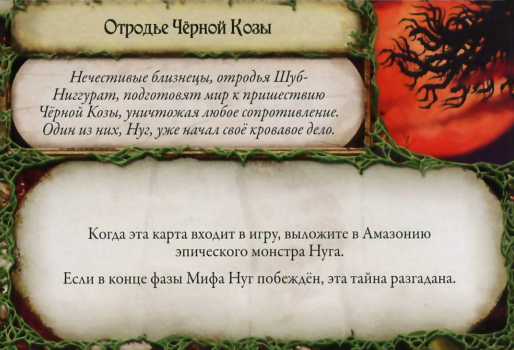 Отродье Чёрной Козы
Нечестивые близнецы, отродья Шуб-
Ниггурат, подготовят мир к пришествию
Чёрной Козы, уничтожая любое сопротивление.
Один из них, Нуг, уже начал своё кровавое дело.
Когда эта карта входит в игру, выложите в Амазонию
эпического монстра Нуга.
Если в конце фазы Мифа Нуг побеждён, эта тайна разгадана.